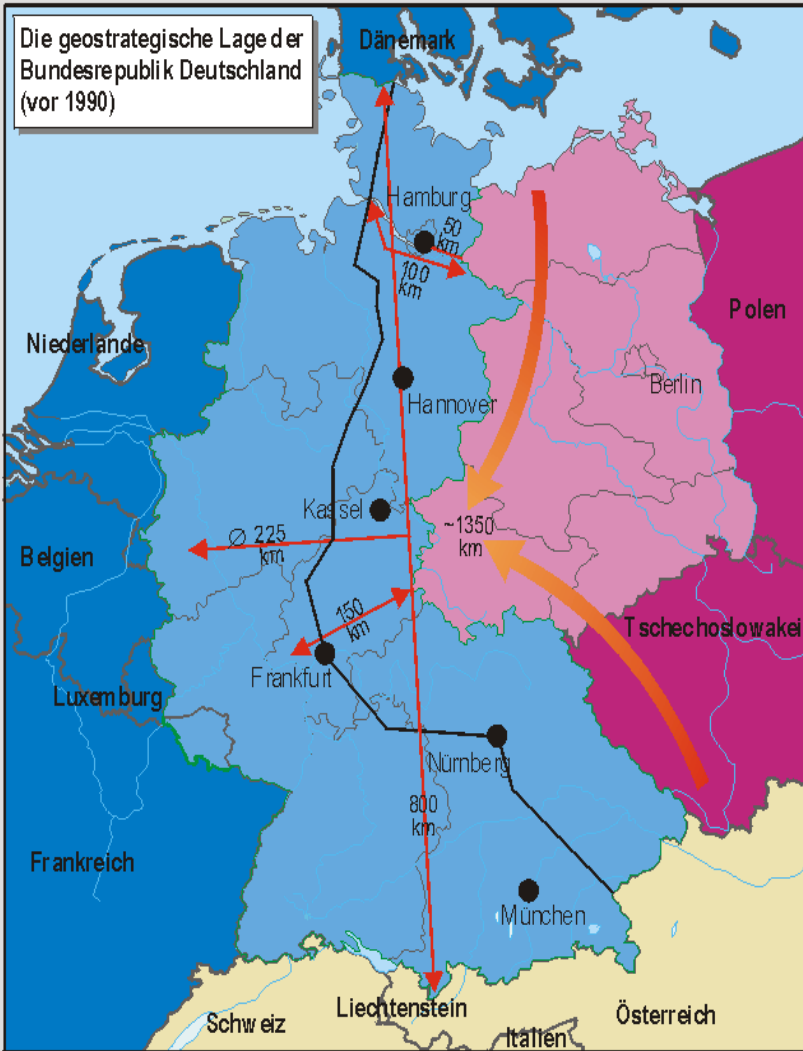 Die geostrategische Lage der
Bundesrepublik Deutschland
(vor 1990)
Dänemark
Hamburg
50
km
100
km
Polen
Niederlande
Berlin
Hannover
Kassel
~1350
km
Ø 225
km
Belgien
150
km
Tschechoslowakei
Frankfurt
Luxemburg
Nürnberg
800
km
Frankreich
München
Liechtenstein
Österreich
Schweiz
Italien